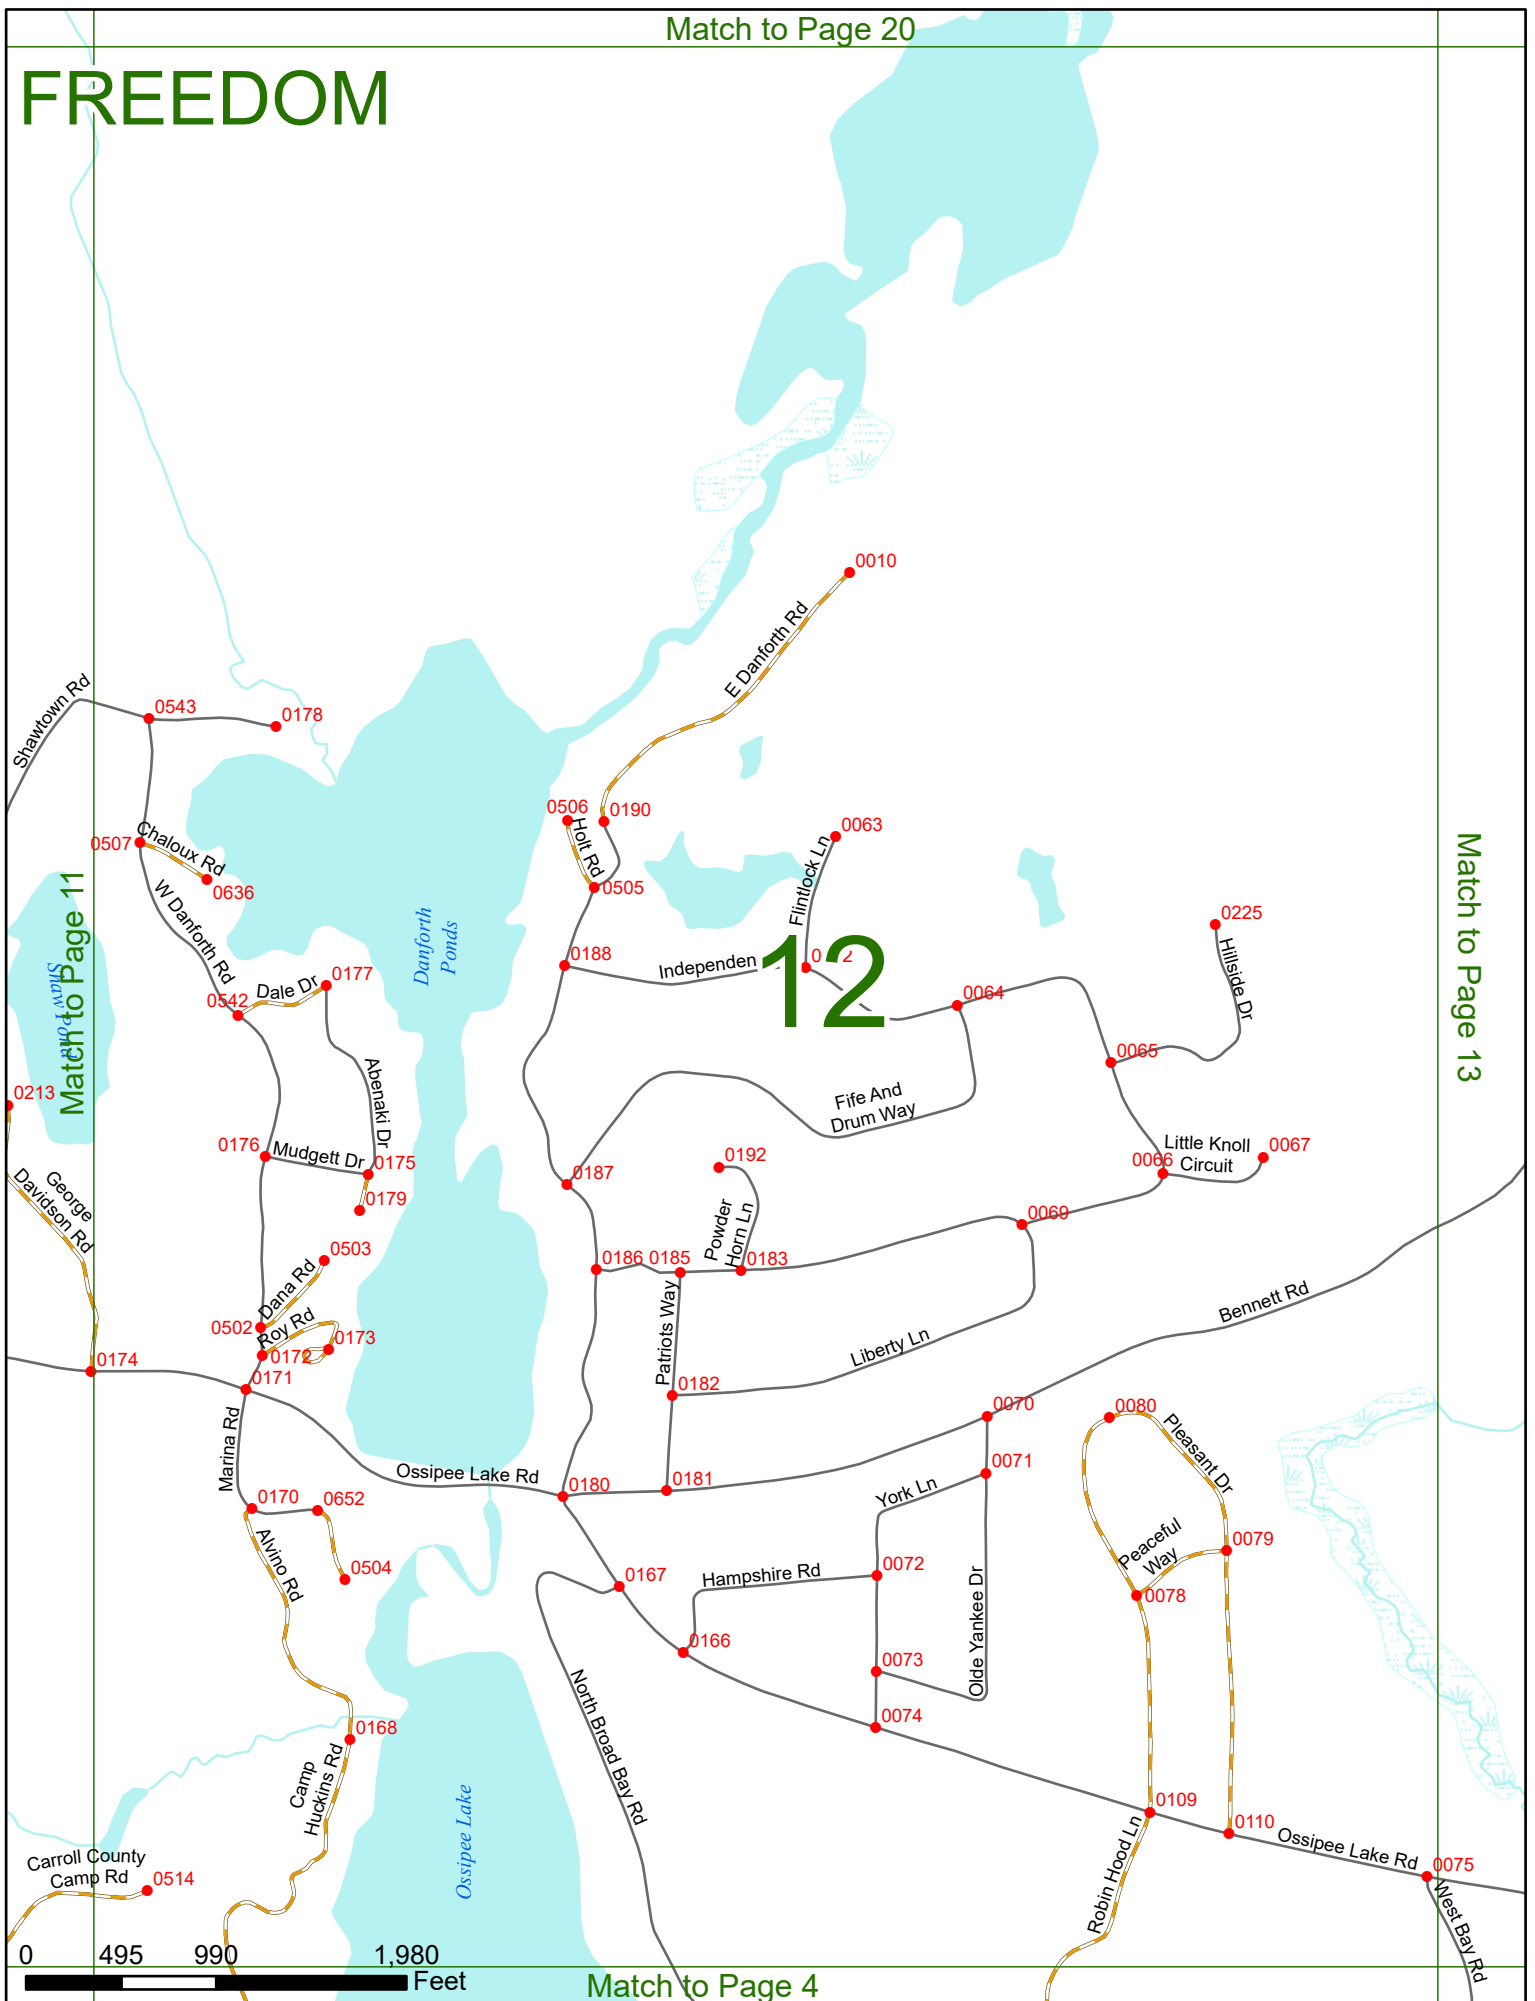 Match to Page 20
FREEDOM
0010
E Danforth Rd
Shawtown Rd
0543
0178
0506
0190
Holt Rd
0063
Chaloux Rd
0507
0636
0505
Flintlock Ln
Match to Page 11
Match to Page 13
W Danforth Rd
Danforth
Ponds
0225
Hillside Dr
0188
Independen
12
0177
Dale Dr
0542
Shaw Pond
0064
0065
Abenaki Dr
0213
Fife And
Drum Way
0176
Mudgett Dr
0175
0179
0187
0192
Little Knoll
Circuit
0067
0066
George
Davidson Rd
Powder
Horn Ln
0069
0503
Dana Rd
0186
0185
0183
0502
Roy Rd
0173
0172
Patriots Way
Bennett Rd
Liberty Ln
0174
0171
0182
Marina Rd
0070
0080
Pleasant Dr
Ossipee Lake Rd
0180
0181
0071
York Ln
0170
0652
Alvino Rd
0504
Peaceful
Way
0079
0078
0167
Hampshire Rd
0072
Olde Yankee Dr
0166
0073
0074
North Broad Bay Rd
0168
Camp
Huckins Rd
Ossipee Lake
0109
0110
Ossipee Lake Rd
0075
Robin Hood Ln
West Bay Rd
Carroll County
Camp Rd
0514
0 495 990 1,980
Feet
Match to Page 4